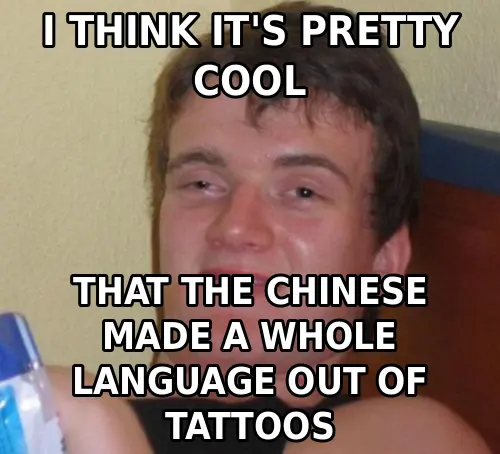 I THINK IT'S PRETTY
COOL
THAT THE CHINESE
MADE A WHOLE
LANGUAGE OUT OF
TATTOOS